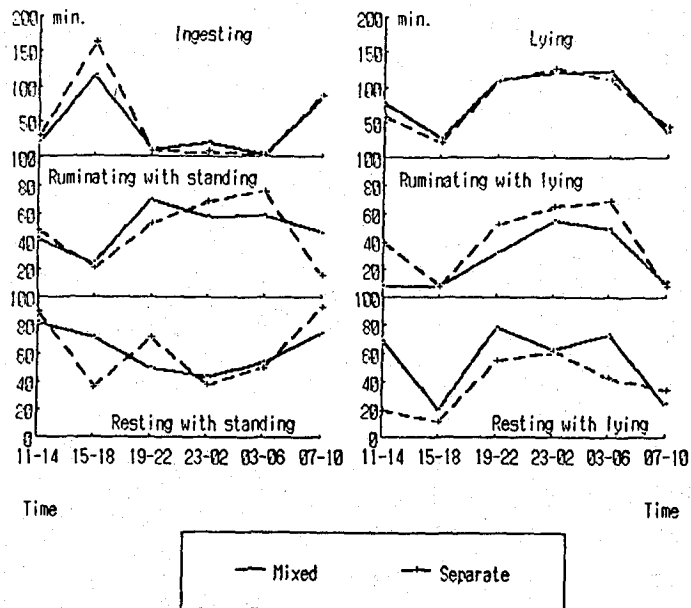 200 min.
Ingesting
150
100
50
100
Ruminating with standing
80
60
40
20
100
80
60
40
20
Resting with standing
0
11-14 15-18 19-22 23-02 03-06 07-10
Time
200 min.
Lying
150
100
50
100
Ruminating with lying
80
60
40
20
100
80
60
40
20
Resting with lying
0
11-14 15-18 19-22 23-02 03-06 07-10
Time
Mixed
Separate